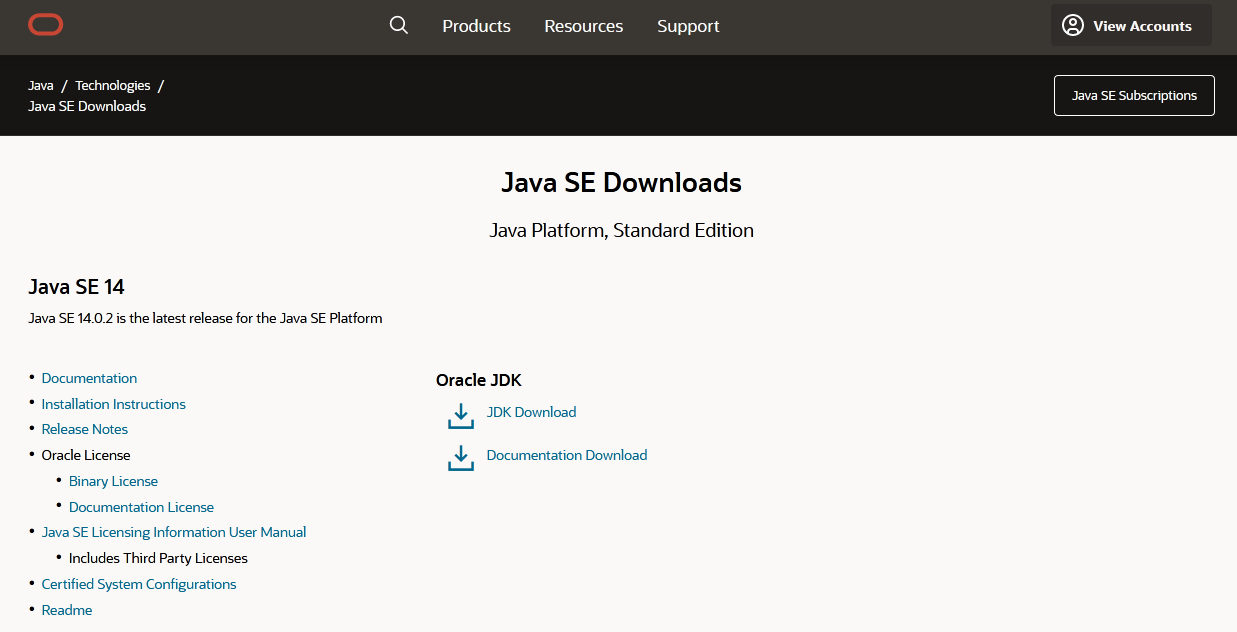 Products Resources Support View Accounts
Java / Technologies /
Java SE Downloads
Java SE Subscriptions
Java SE Downloads
Java Platform, Standard Edition
Java SE 14
Java SE 14.0.2 is the latest release for the Java SE Platform
• Documentation
• Installation Instructions
• Release Notes
• Oracle License
• Binary License
• Documentation License
• Java SE Licensing Information User Manual
• Includes Third Party Licenses
• Certified System Configurations
• Readme
Oracle JDK
JDK Download
Documentation Download